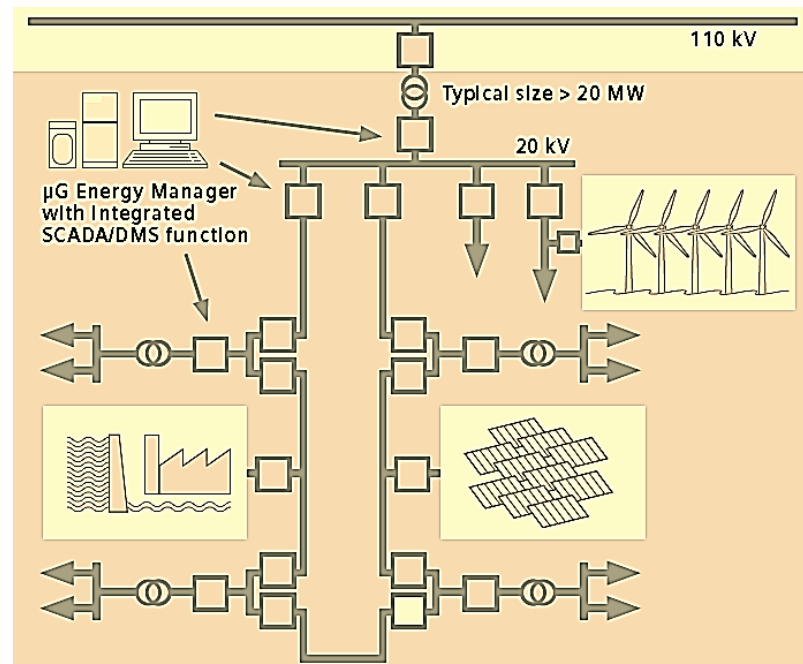 110 kV
Typical size > 20 MW
20 kV
µG Energy Manager
with Integrated
SCADA/DMS function